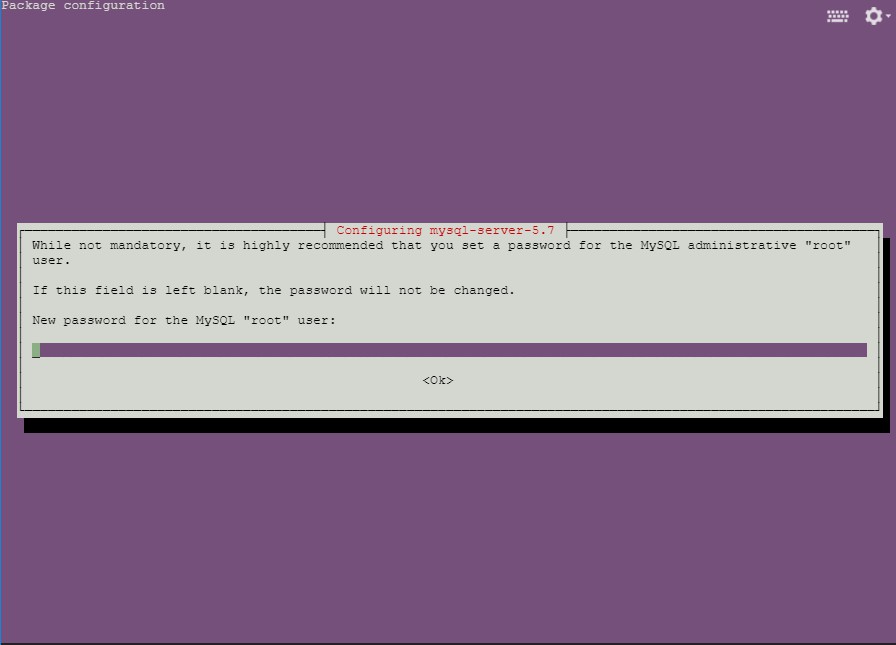 Package configuration
Configuring mysql-server-5.7
While not mandatory, it is highly recommended that you set a password for the MySQL administrative "root"
user.
If this field is left blank, the password will not be changed.
New password for the MySQL "root" user:
<Ok>